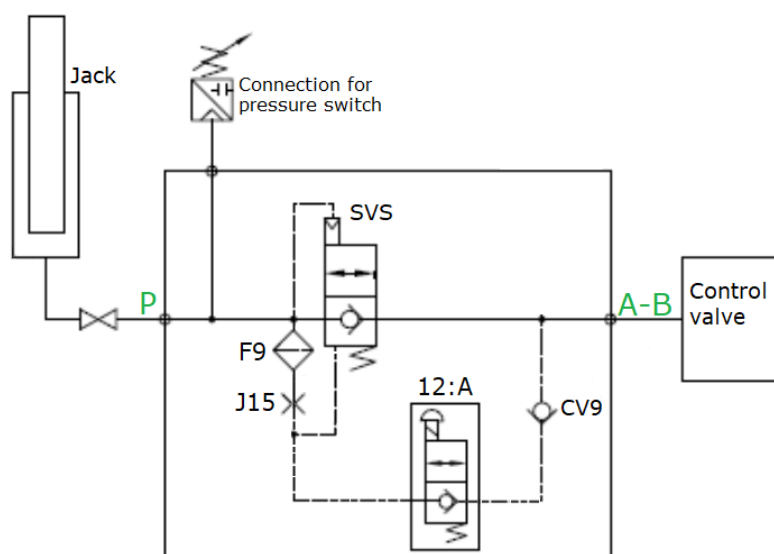 Jack
Connection for
pressure switch
SVS
P
A-B
Control
valve
F9
12:A
J15
CV9